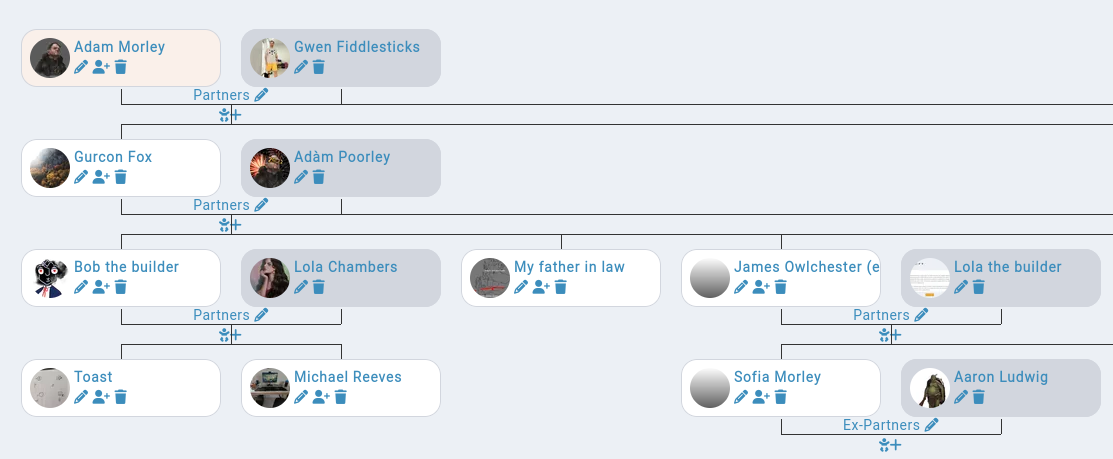 Adam Morley
Gwen Fiddlesticks
Partners
Gurcon Fox
Adàm Poorley
Partners
Bob the builder
Lola Chambers
My father in law
James Owlchester (e
Lola the builder
Partners
Partners
Toast
Michael Reeves
Sofia Morley
Aaron Ludwig
Ex-Partners